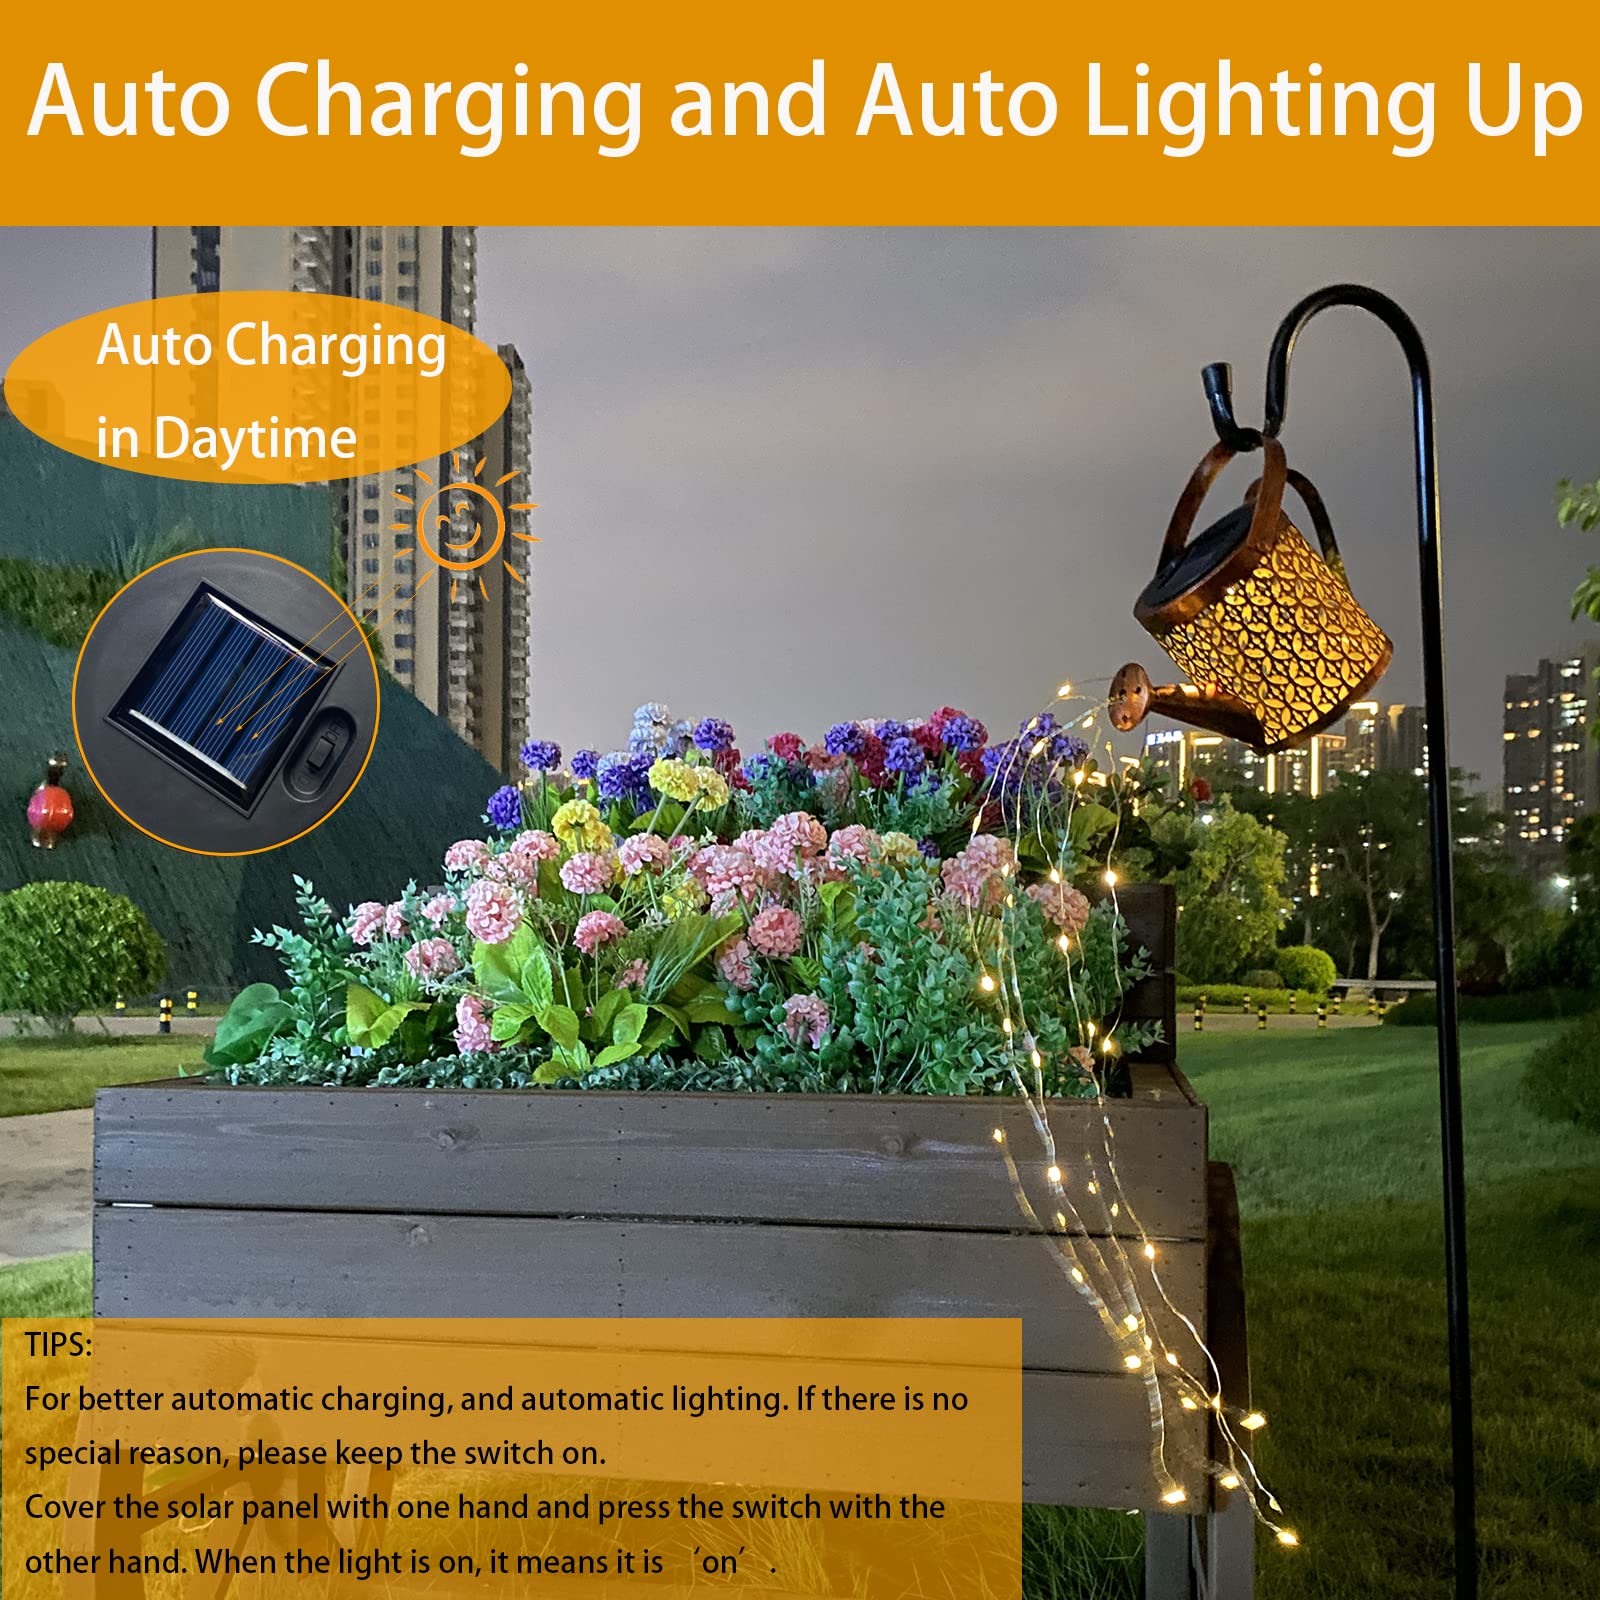 Auto Charging and Auto Lighting Up
Auto Charging
in Daytime
TIPS:
For better automatic charging, and automatic lighting. If there is no
special reason, please keep the switch on.
Cover the solar panel with one hand and press the switch with the
other hand. When the light is on, it means it is ‘on’.